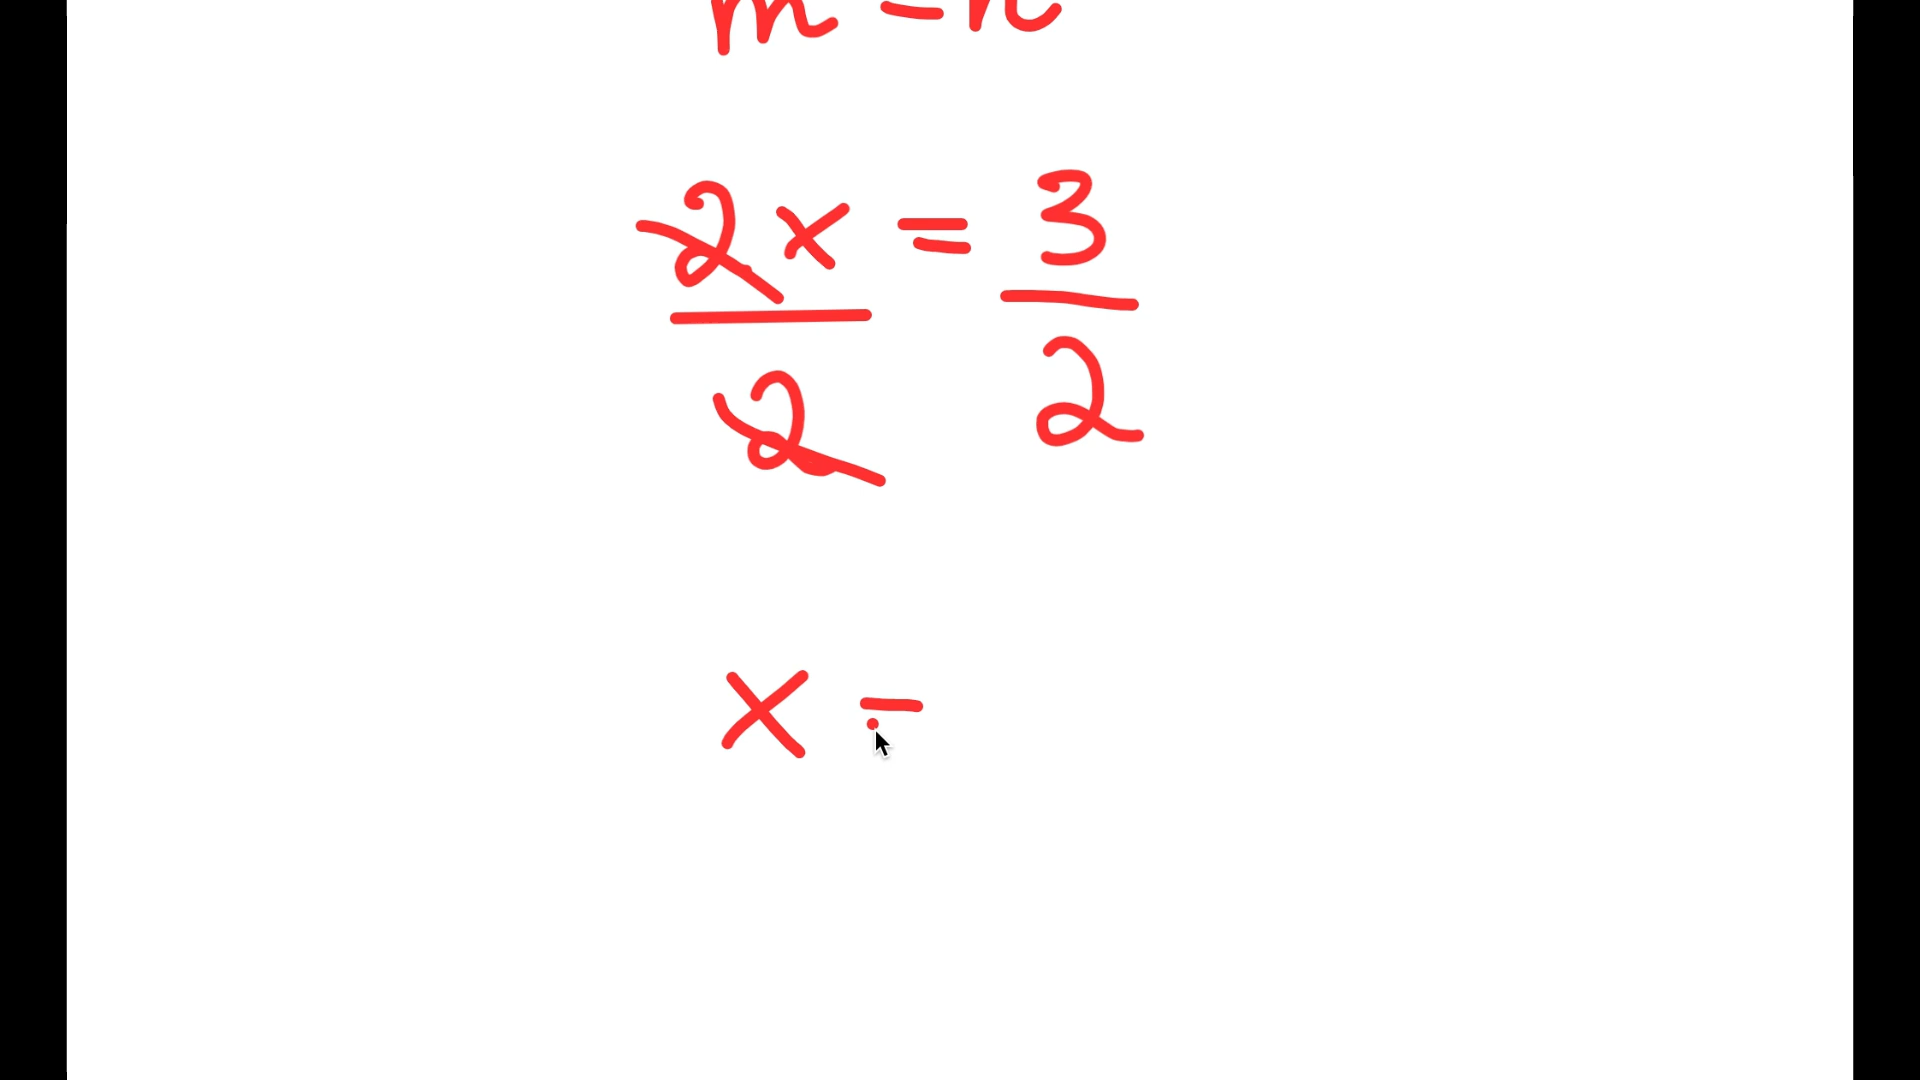 m = n
2x = 3
2 2
x =